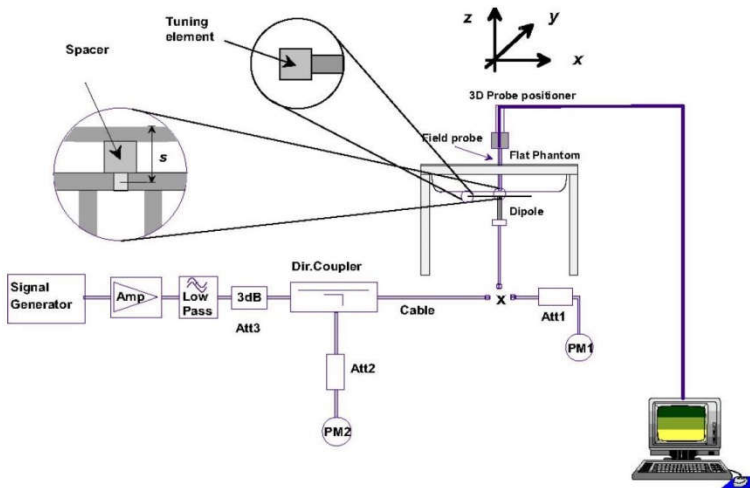 z
y
x
Tuning
element
Spacer
s
3D Probe positioner
Field probe
Flat Phantom
Dipole
Dir.Coupler
Signal
Generator
Amp
Low
Pass
3dB
Att3
Cable
x
Att1
PM1
Att2
PM2